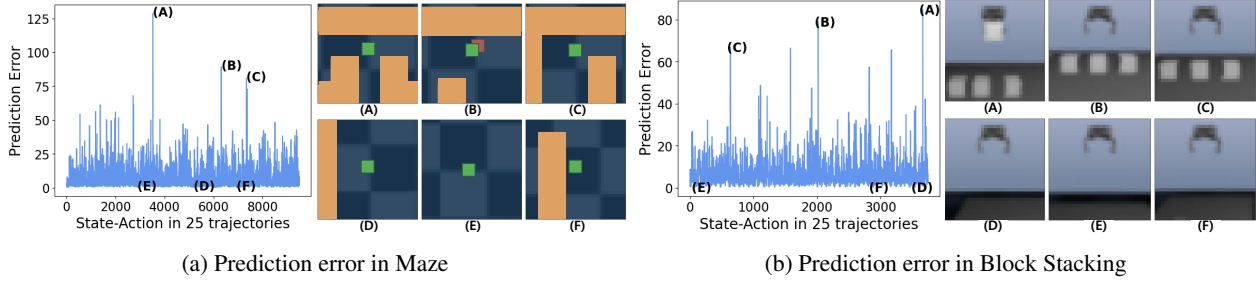 125
100
75
50
25
0
Prediction Error
(A)
(B)
(C)
(E)
(D)
(F)
0
2000
4000
6000
8000
State-Action in 25 trajectories
(A)
(B)
(C)
(D)
(E)
(F)
(a) Prediction error in Maze
80
60
40
20
0
Prediction Error
(A)
(B)
(C)
(E)
(F)
(D)
0
1000
2000
3000
State-Action in 25 trajectories
(A)
(B)
(C)
(D)
(E)
(F)
(b) Prediction error in Block Stacking